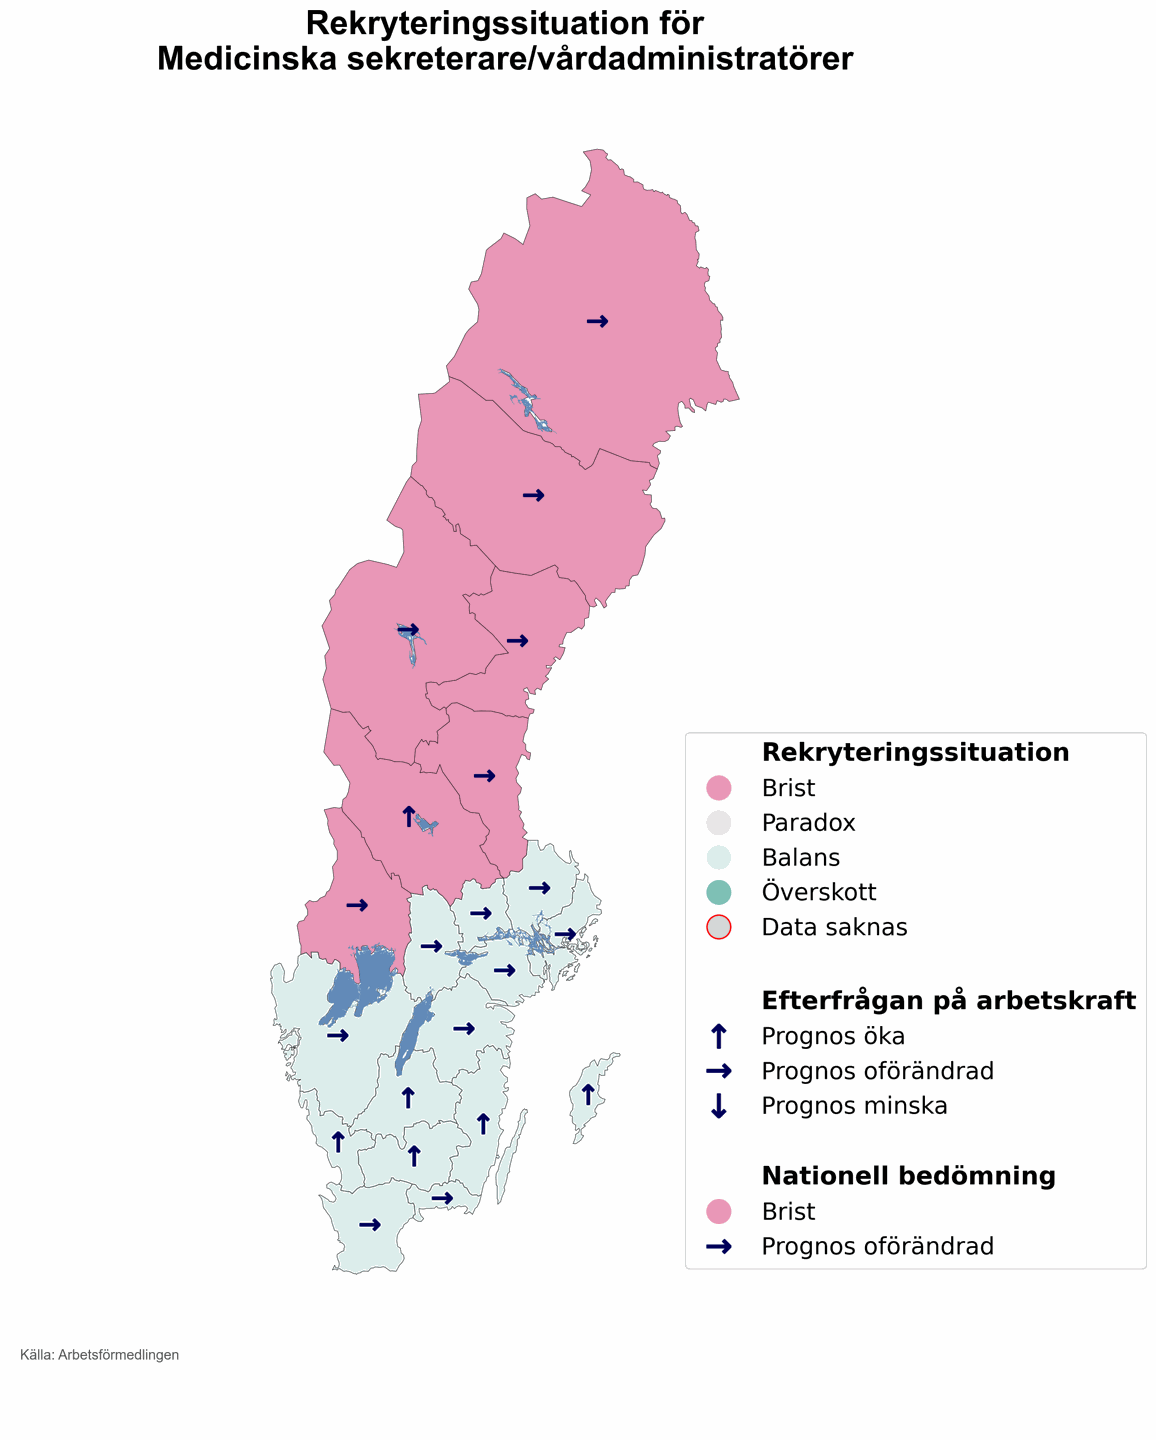 Rekryteringssituation för
Medicinska sekreterare/vårdadministratörer
Rekryteringssituation
Brist
Paradox
Balans
Överskott
Data saknas
Efterfrågan på arbetskraft
Prognos öka
Prognos oförändrad
Prognos minska
Nationell bedömning
Brist
Prognos oförändrad
Källa: Arbetsförmedlingen